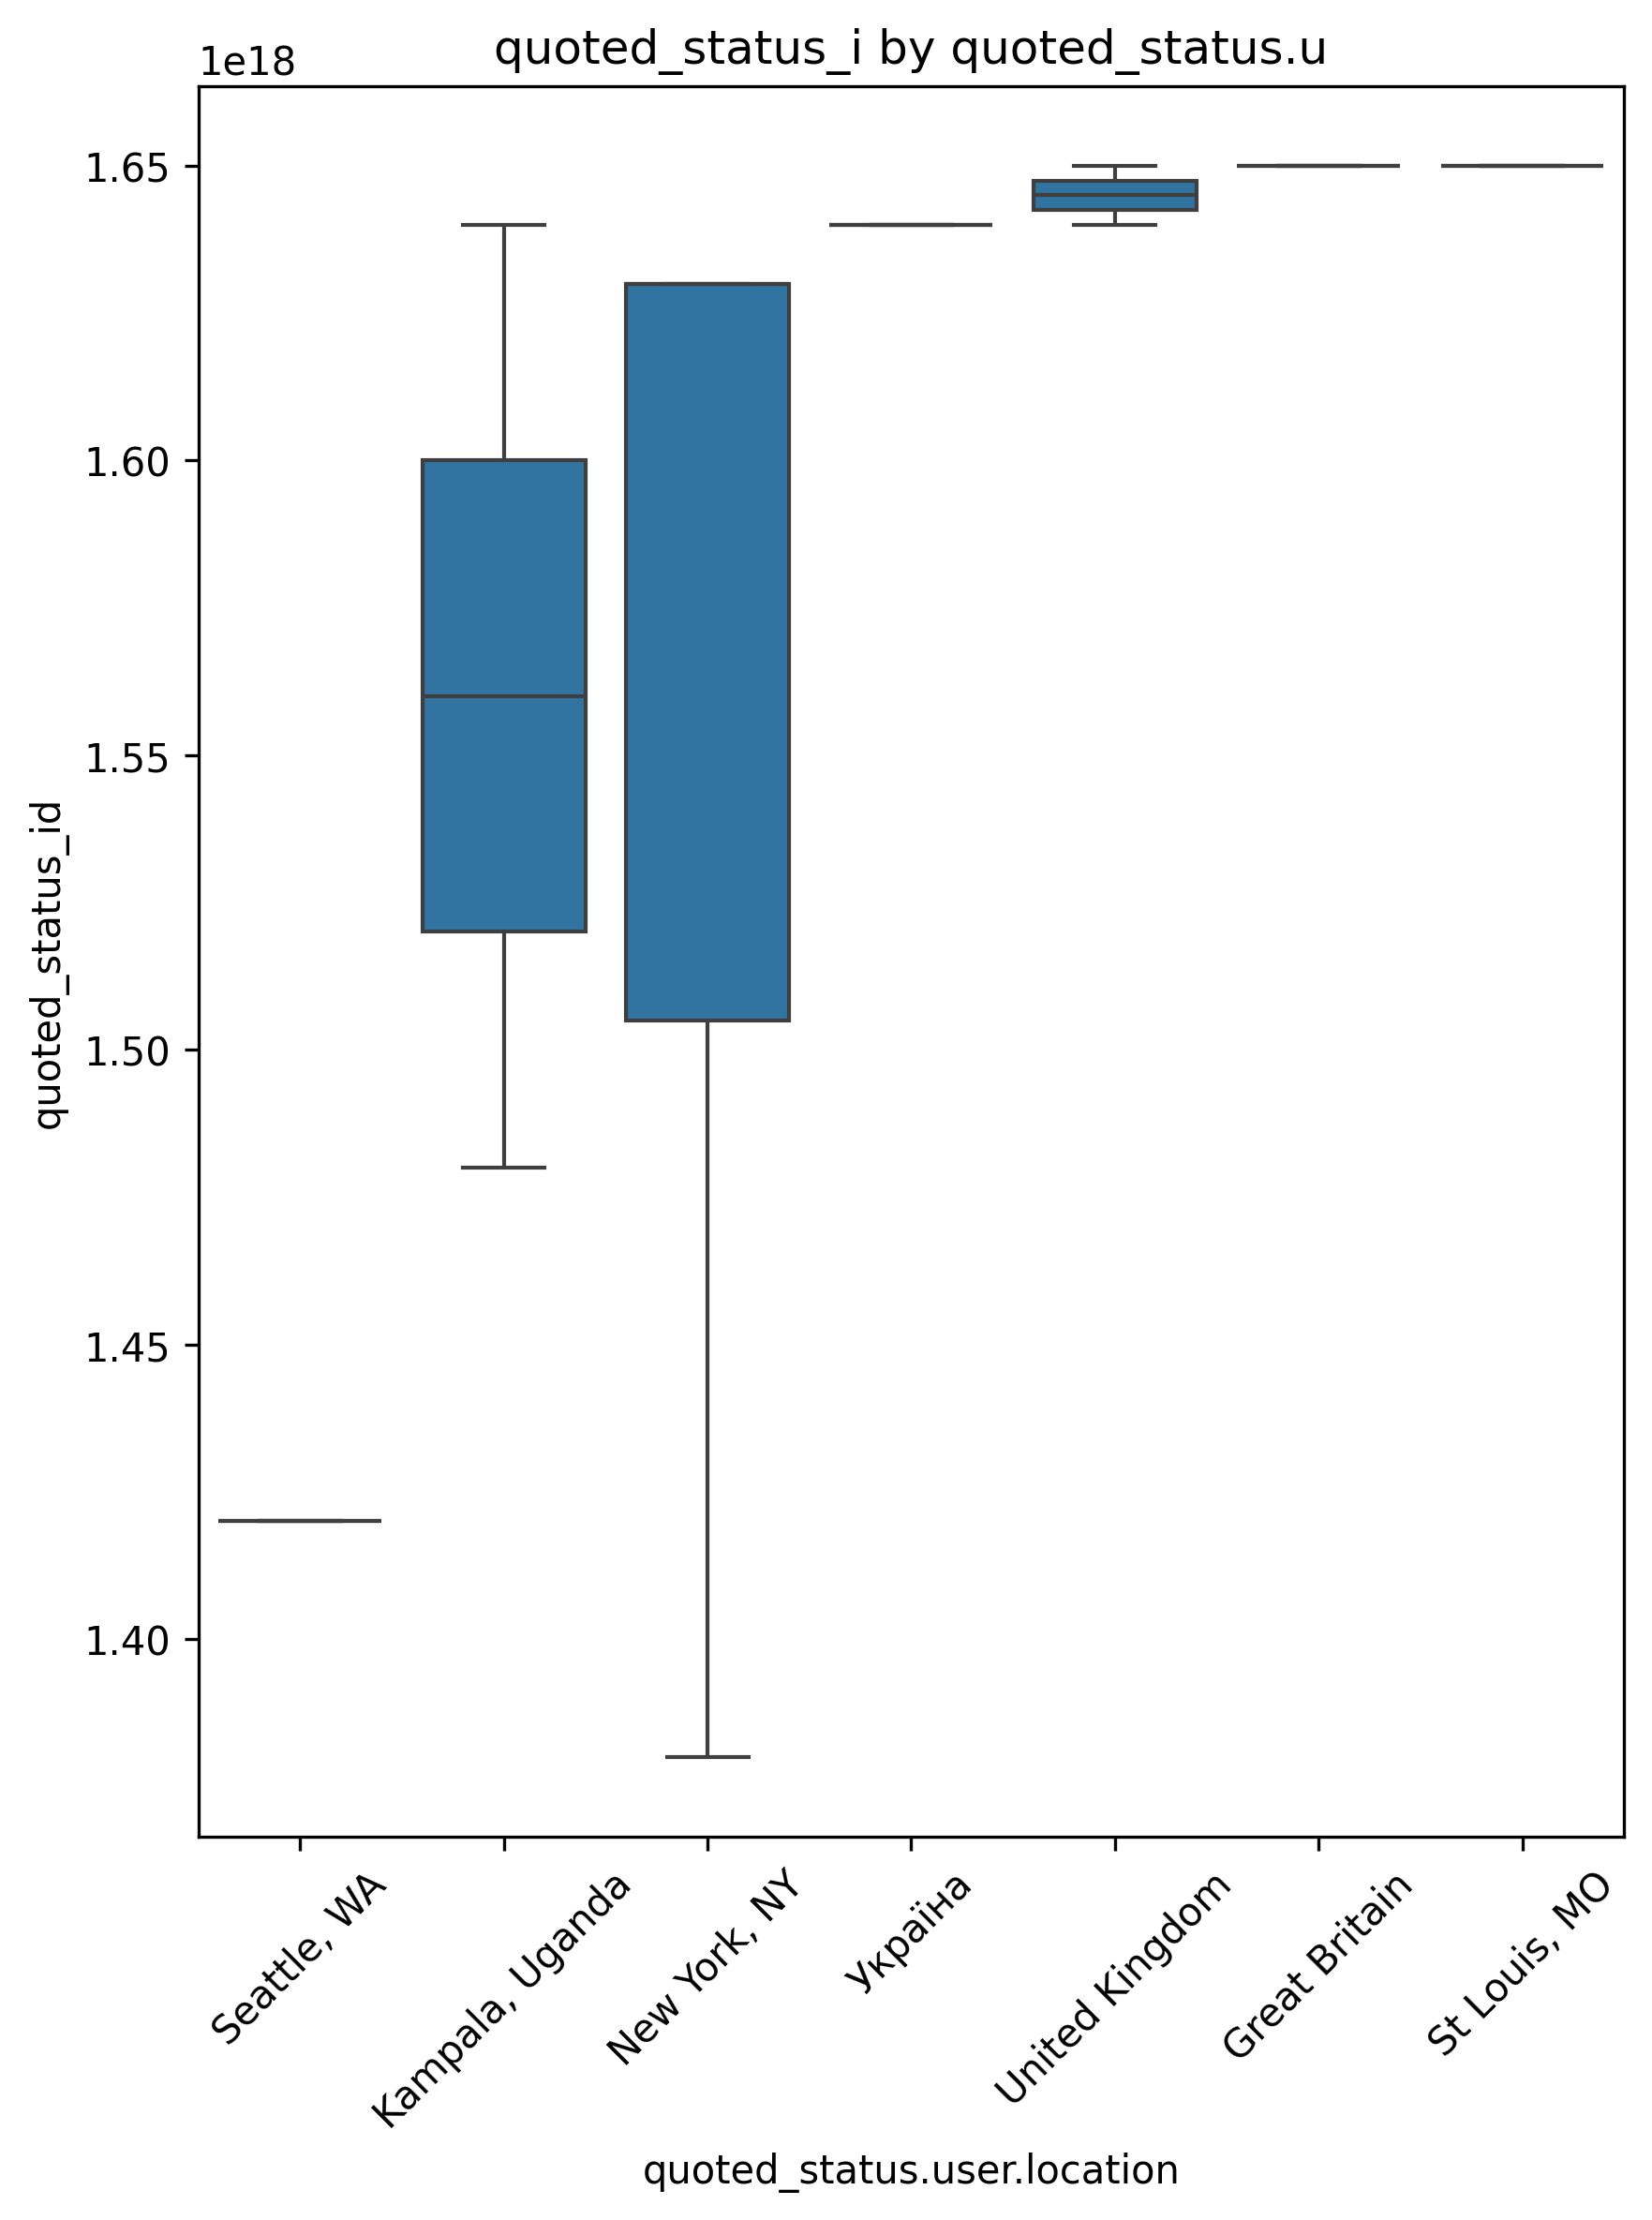 quoted_status_i by quoted_status.u
1e18
1.65
1.60
1.55
1.50
1.45
1.40
quoted_status_id
Seattle, WA
Kampala, Uganda
New York, NY
Україна
United Kingdom
Great Britain
St Louis, MO
quoted_status.user.location